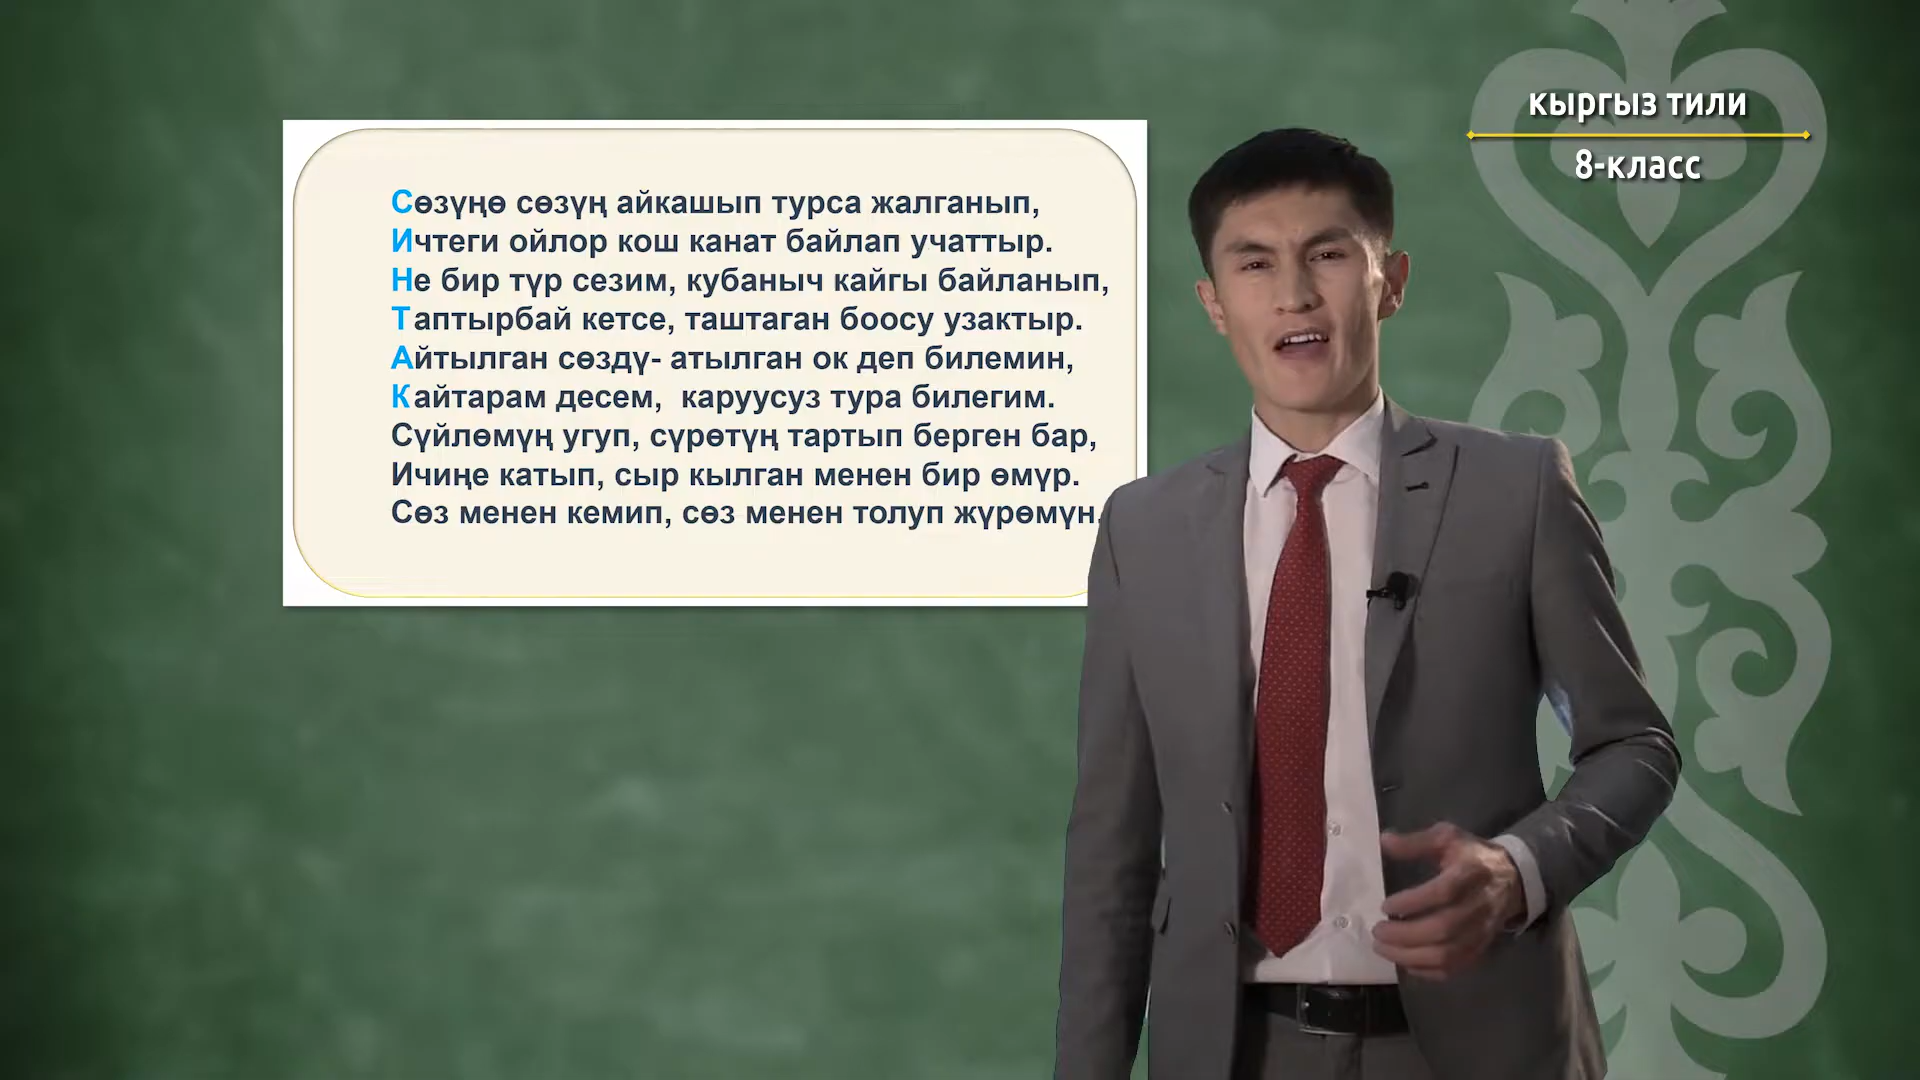 Сөзүңө сөзүң айкашып турса жалганып,
Ичтеги ойлор кош канат байлап учаттыр.
Не бир түр сезим, кубаныч кайгы байланып,
Таптырбай кетсе, таштаган боосу узактыр.
Айтылган сөздү- атылган ок деп билемин,
Кайтарам десем, каруусуз тура билегим.
Сүйлөмүң угуп, сүрөтүң тартып берген бар,
Ичиңе катып, сыр кылган менен бир өмүр.
Сөз менен кемип, сөз менен толуп жүрөмүн.
кыргыз тили
8-класс